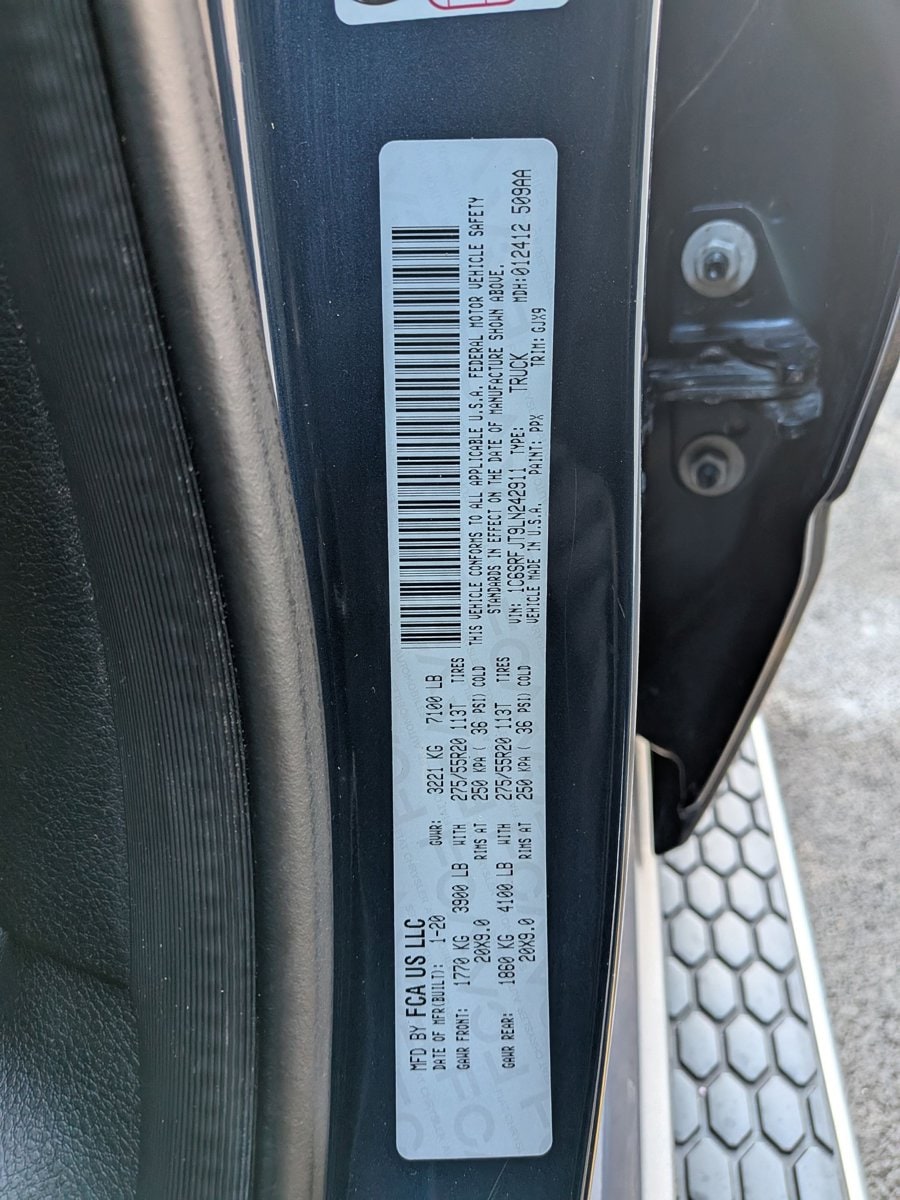 MFD BY FCA US LLC
DATE OF MFR(BUILT): 1-20 GVWR: 3221 KG 7100 LB
GAWR FRONT: 1770 KG 3900 LB WITH 275/55R20 113T TIRES
20X9.0 RIMS AT 250 KPA ( 36 PSI) COLD
GAWR REAR: 1860 KG 4100 LB WITH 275/55R20 113T TIRES
20X9.0 RIMS AT 250 KPA ( 36 PSI) COLD
THIS VEHICLE CONFORMS TO ALL APPLICABLE U.S.A. FEDERAL MOTOR VEHICLE SAFETY
STANDARDS IN EFFECT ON THE DATE OF MANUFACTURE SHOWN ABOVE.
VIN: 1C6SRFJT9LN242911 TYPE: TRUCK MDH:012412 509AA
VEHICLE MADE IN U.S.A. PAINT: PPX TRIM: GJX9